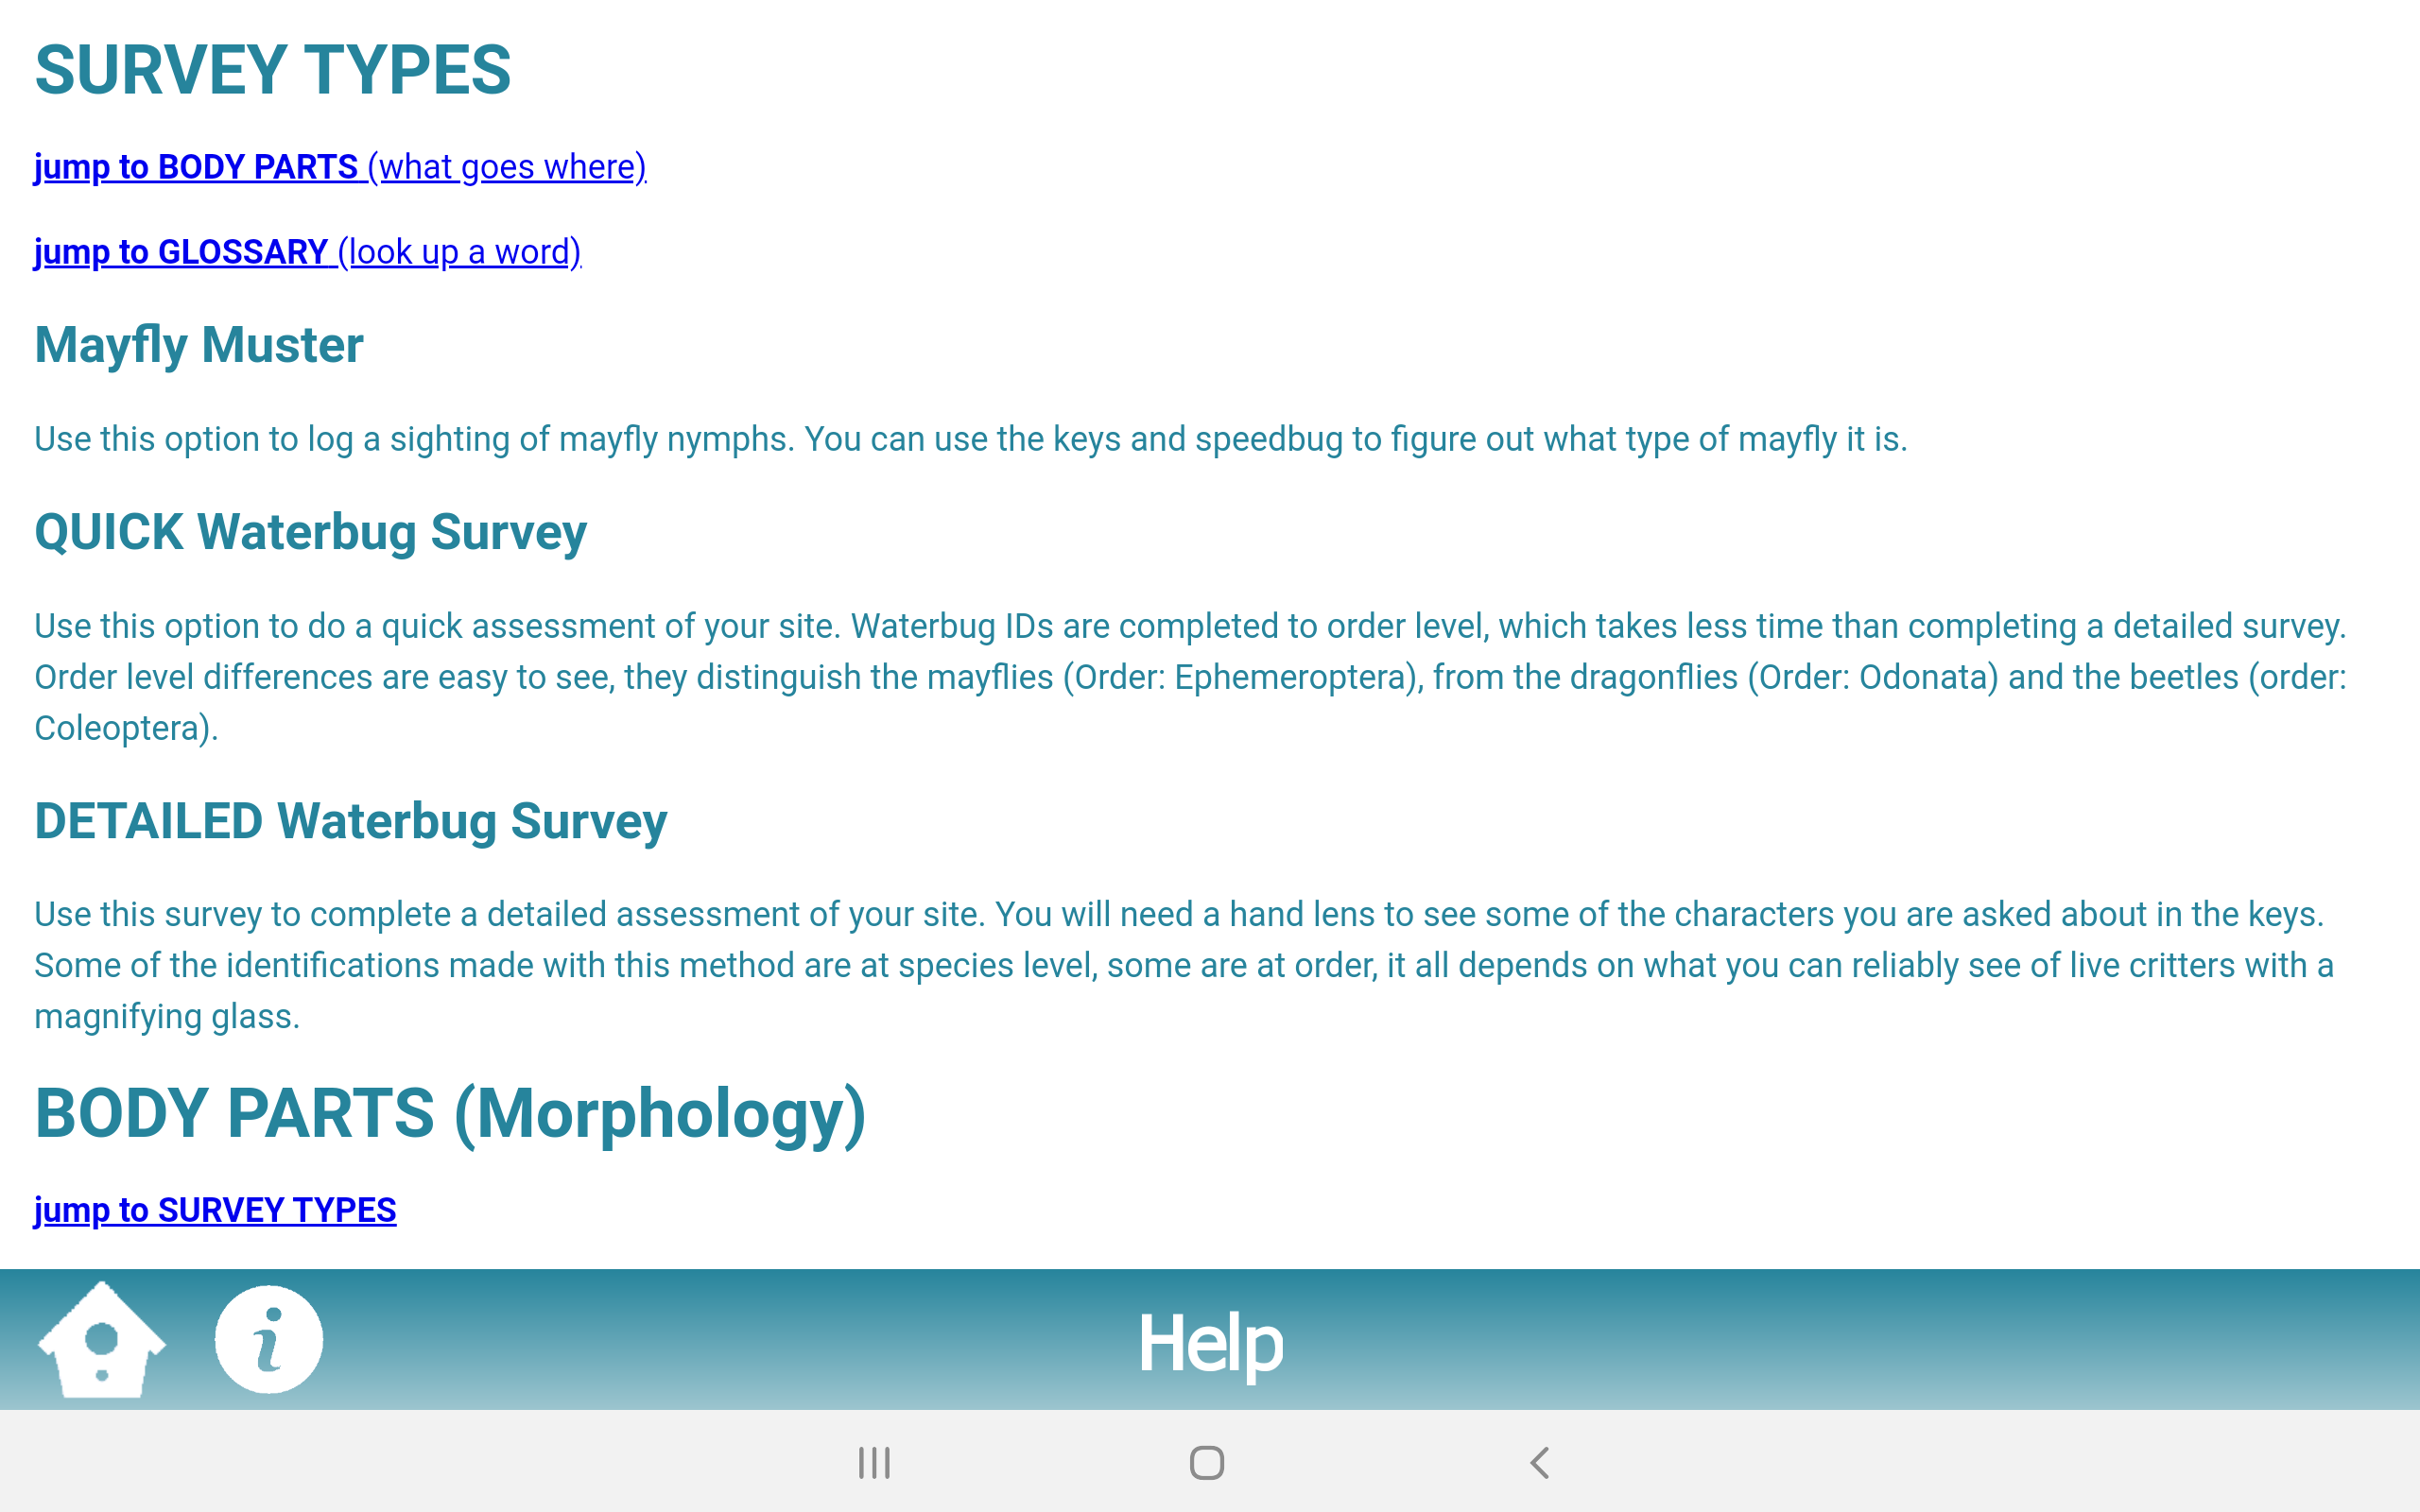 SURVEY TYPES
jump to BODY PARTS (what goes where)
jump to GLOSSARY (look up a word)
Mayfly Muster
Use this option to log a sighting of mayfly nymphs. You can use the keys and speedbug to figure out what type of mayfly it is.
QUICK Waterbug Survey
Use this option to do a quick assessment of your site. Waterbug IDs are completed to order level, which takes less time than completing a detailed survey.
Order level differences are easy to see, they distinguish the mayflies (Order: Ephemeroptera), from the dragonflies (Order: Odonata) and the beetles (order:
Coleoptera).
DETAILED Waterbug Survey
Use this survey to complete a detailed assessment of your site. You will need a hand lens to see some of the characters you are asked about in the keys.
Some of the identifications made with this method are at species level, some are at order, it all depends on what you can reliably see of live critters with a
magnifying glass.
BODY PARTS (Morphology)
jump to SURVEY TYPES
i
Help